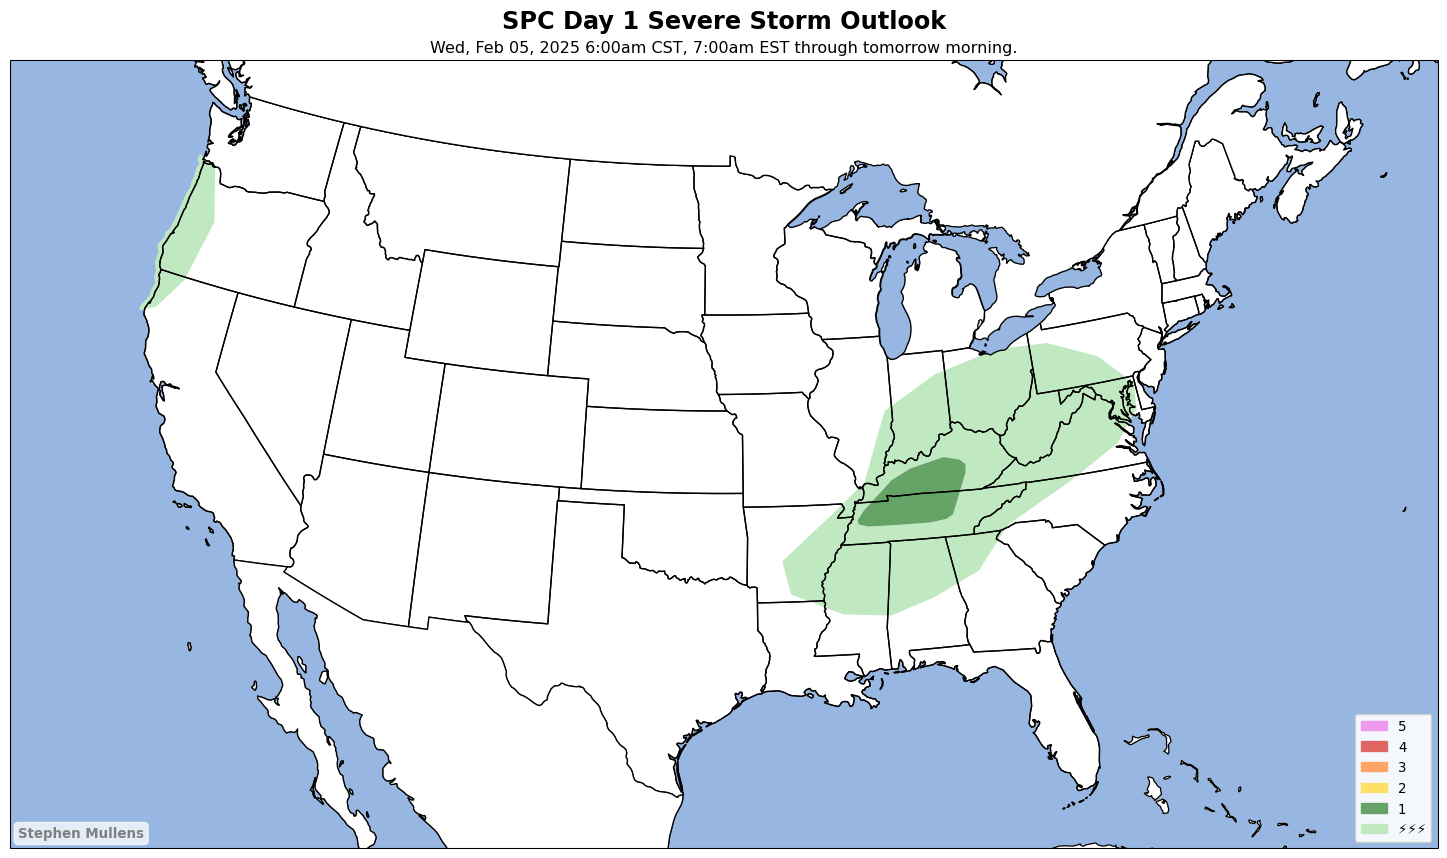 SPC Day 1 Severe Storm Outlook
Wed, Feb 05, 2025 6:00am CST, 7:00am EST through tomorrow morning.
5
4
3
2
1
⚡⚡⚡
Stephen Mullens